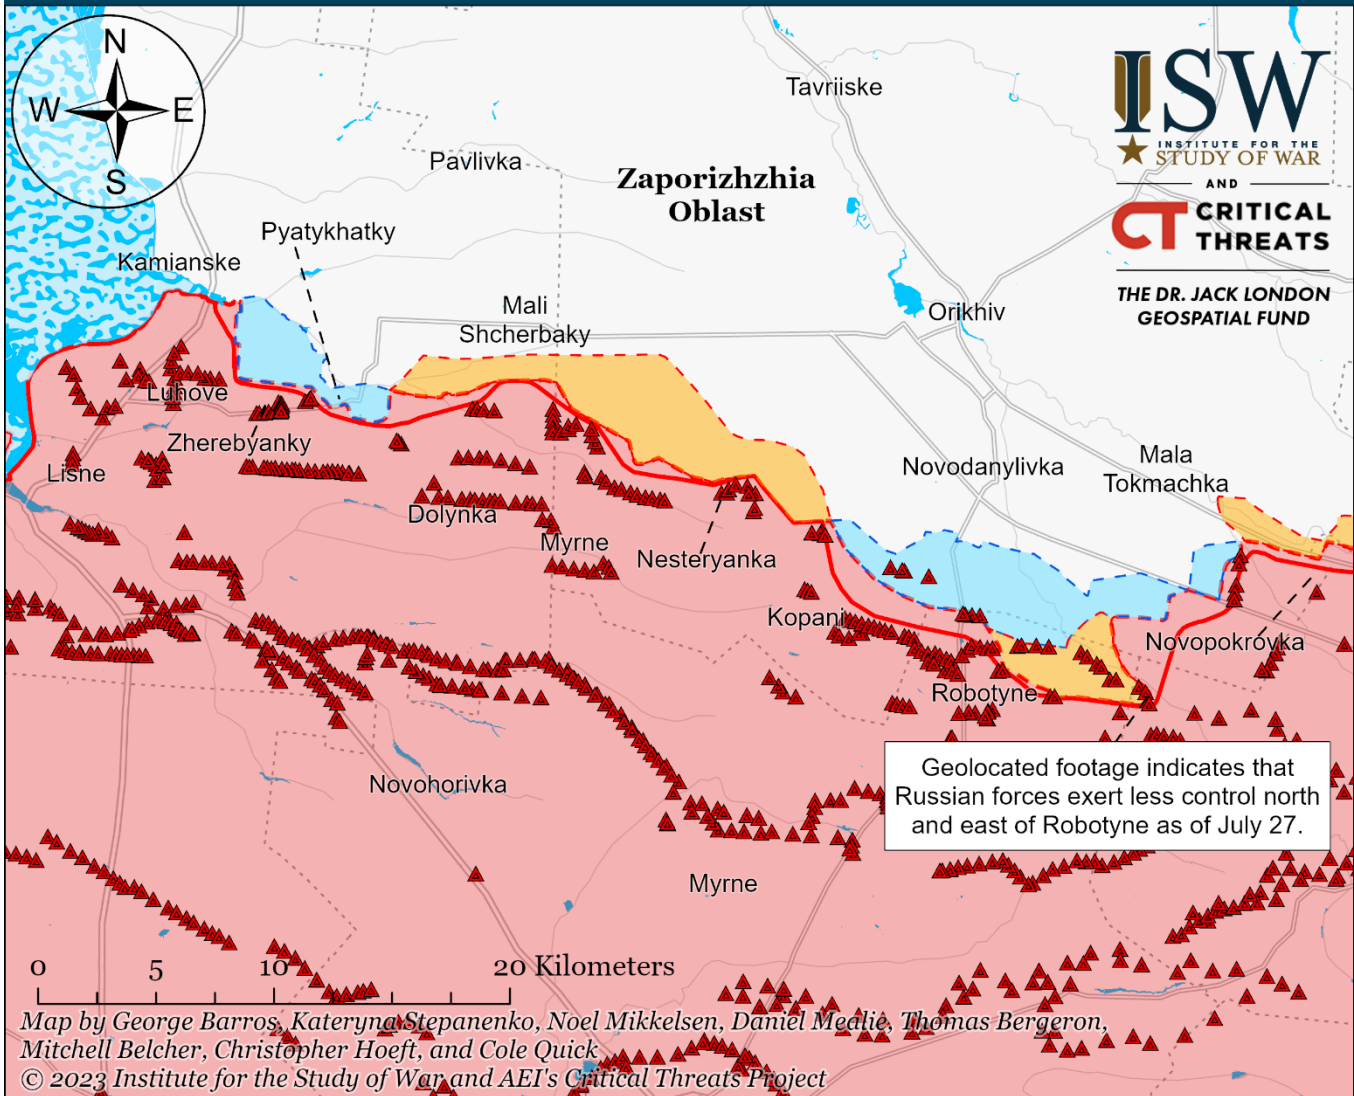 N
W
E
S
Tavriiske
ISW
INSTITUTE FOR THE
STUDY OF WAR
AND
CT CRITICAL
THREATS
THE DR. JACK LONDON
GEOSPATIAL FUND
Pavlivka
Zaporizhzhia
Oblast
Pyatykhatky
Kamianske
Mali
Shcherbaky
Orikhiv
Luhove
Zherebyanky
Lisne
Dolynka
Myrne
Nesteryanka
Novodanylivka
Mala
Tokmachka
Kopani
Novopokrovka
Robotyne
Geolocated footage indicates that
Russian forces exert less control north
and east of Robotyne as of July 27.
Novohorivka
Myrne
0 5 10 20 Kilometers
Map by George Barros, Kateryna Stepanenko, Noel Mikkelsen, Daniel Mealie, Thomas Bergeron,
Mitchell Belcher, Christopher Hoeft, and Cole Quick
© 2023 Institute for the Study of War and AEI's Critical Threats Project